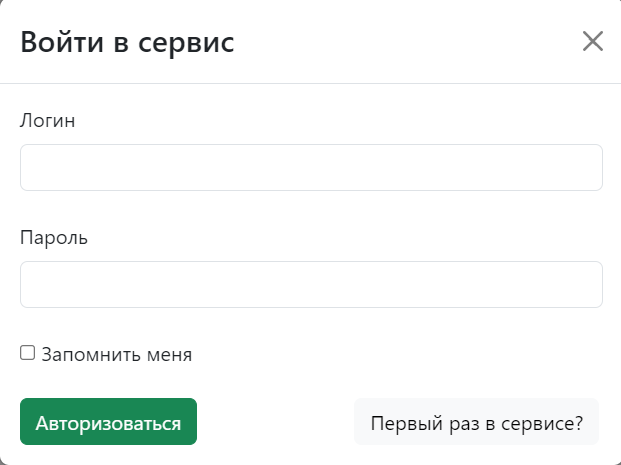 Войти в сервис
Логин
Пароль
Запомнить меня
Авторизоваться
Первый раз в сервисе?